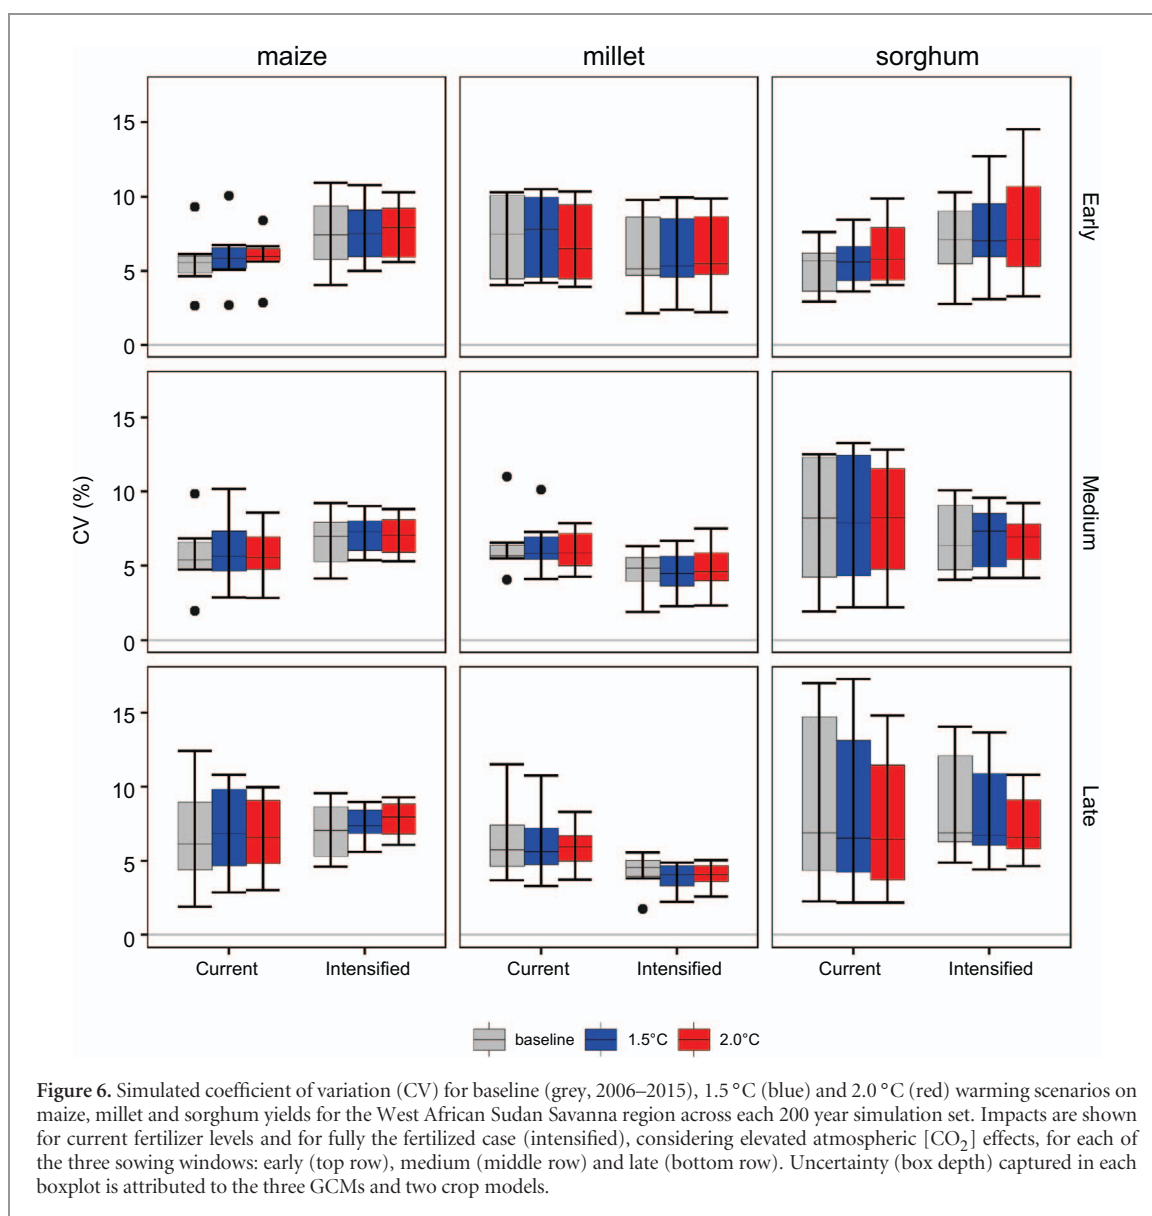 maize millet sorghum
15
10
5
0
Early
15
10
5
0
Medium
CV (%)
15
10
5
0
Late
Current Intensified Current Intensified Current Intensified
baseline 1.5°C 2.0°C
Figure 6. Simulated coefficient of variation (CV) for baseline (grey, 2006–2015), 1.5 °C (blue) and 2.0 °C (red) warming scenarios on
maize, millet and sorghum yields for the West African Sudan Savanna region across each 200 year simulation set. Impacts are shown
for current fertilizer levels and for fully the fertilized case (intensified), considering elevated atmospheric [CO₂] effects, for each of
the three sowing windows: early (top row), medium (middle row) and late (bottom row). Uncertainty (box depth) captured in each
boxplot is attributed to the three GCMs and two crop models.